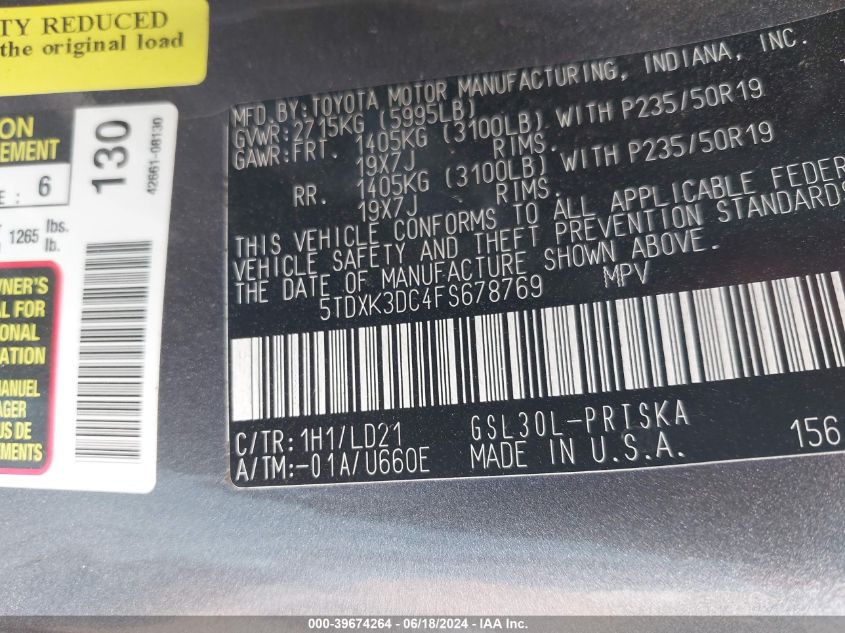 TY REDUCED
the original load
ON
EMENT
E : 6
1265 lbs.
lb.
130
42661-08130
WNER'S
AL FOR
ONAL
ATION
MANUEL
AGER
US DE
EMENTS
MFD.BY:TOYOTA MOTOR MANUFACTURING, INDIANA, INC.
GVWR:2715KG (5995LB)
GAWR:FRT. 1405KG (3100LB) WITH P235/50R19
19X7J RIMS.
RR. 1405KG (3100LB) WITH P235/50R19
19X7J RIMS.
THIS VEHICLE CONFORMS TO ALL APPLICABLE FEDER
VEHICLE SAFETY AND THEFT PREVENTION STANDARDS
THE DATE OF MANUFACTURE SHOWN ABOVE.
5TDXK3DC4FS678769 MPV
C/TR:1H1/LD21 GSL30L-PRTSKA
A/TM:-01A/U660E MADE IN U.S.A. 156
000-39674264 - 06/18/2024 - IAA Inc.